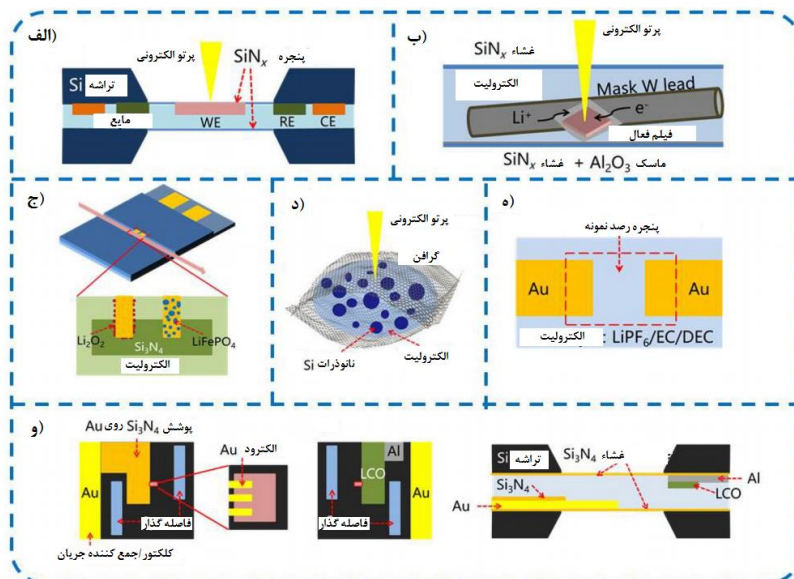 الف)
پرتو الکترونی
SiNₓ پنجره
Si تراشه
مایع
WE
RE
CE
ب)
پرتو الکترونی
SiNₓ غشاء
الکترولیت
Mask W lead
Li⁺
e⁻
فیلم فعال
SiNₓ غشاء + Al₂O₃ ماسک
ج)
Li₂O₂
Si₃N₄
LiFePO₄
الکترولیت
د)
پرتو الکترونی
گرافن
نانوذرات Si
الکترولیت
ه)
پنجره رصد نمونه
Au
Au
الکترولیت : LiPF₆/EC/DEC
و)
پوشش Si₃N₄ روی Au
Au
Au الکترود
فاصله گذار
کلکتور/جمع کننده جریان
Al
LCO
Au
فاصله گذار
Si تراشه
Si₃N₄ غشاء :
Si₃N₄
Au
Al
LCO